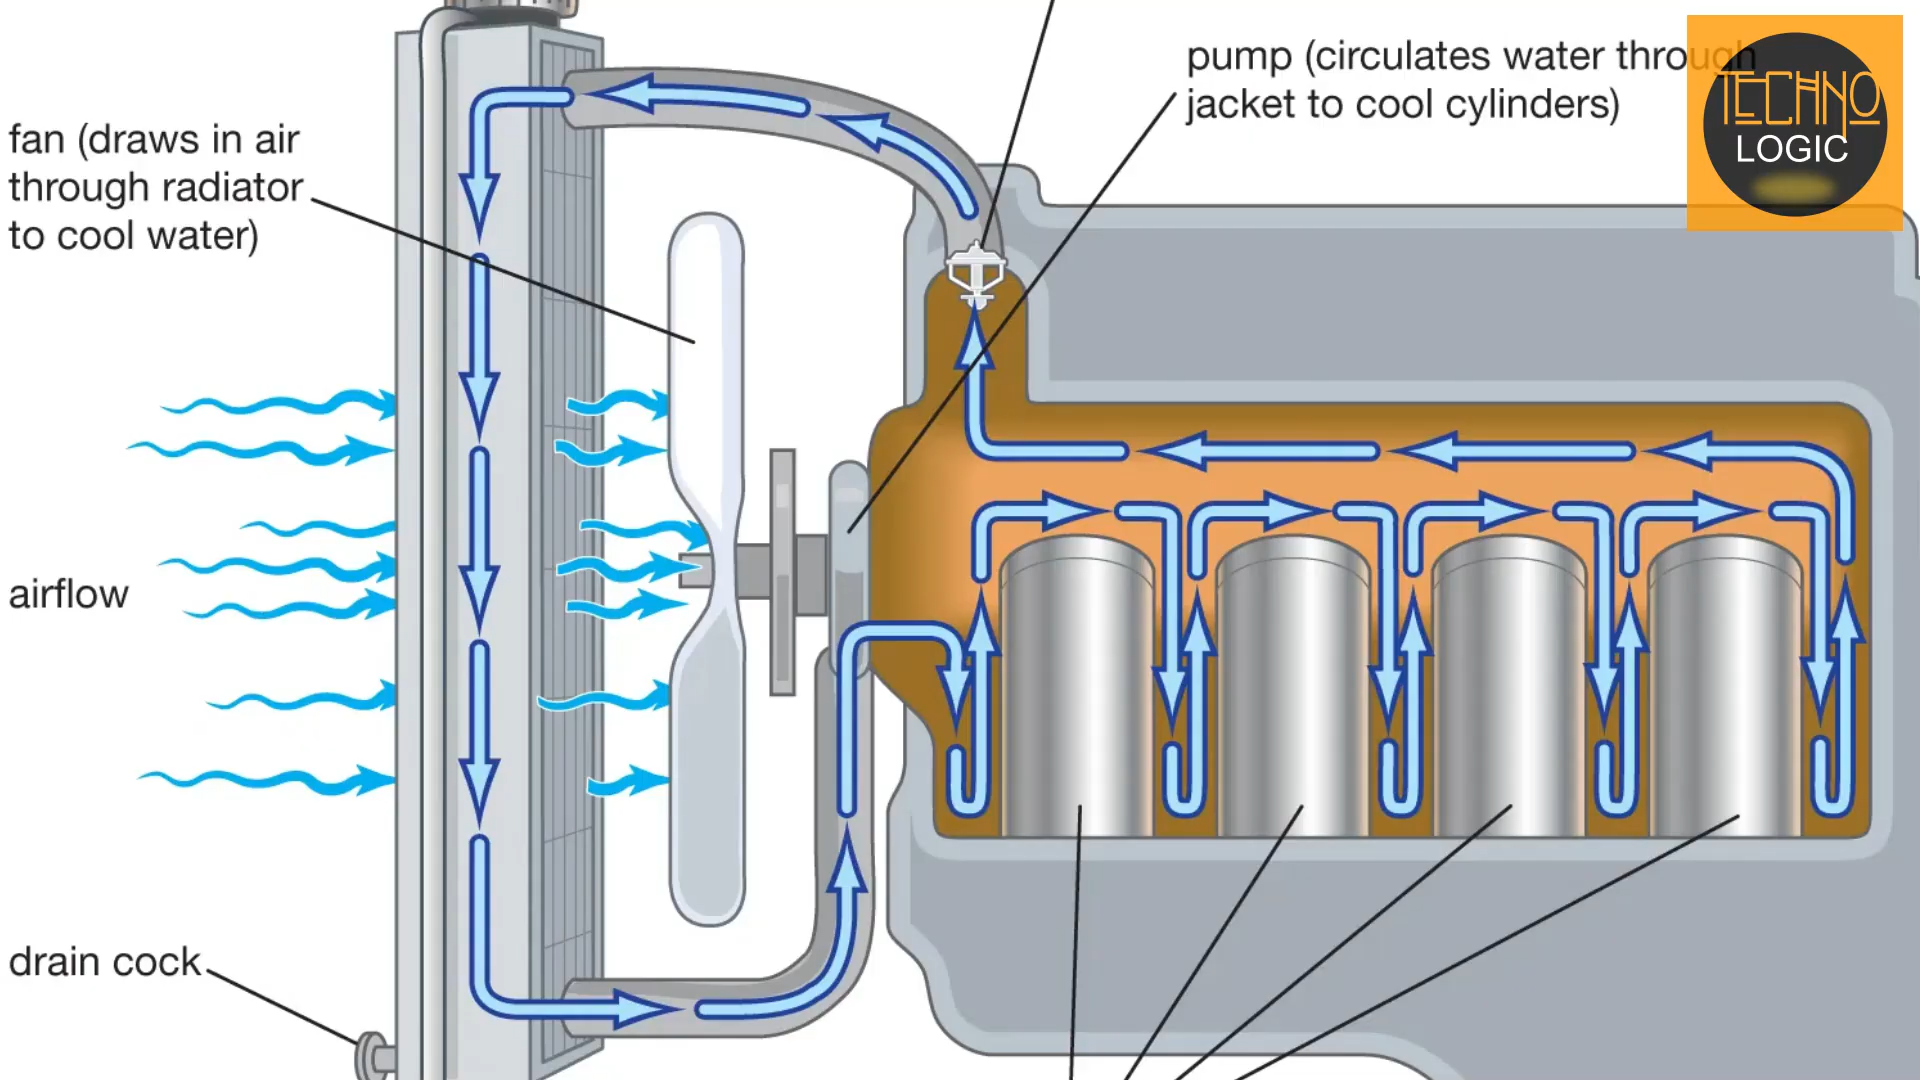 pump (circulates water through
jacket to cool cylinders)
TECHNO
LOGIC
fan (draws in air
through radiator
to cool water)
airflow
drain cock